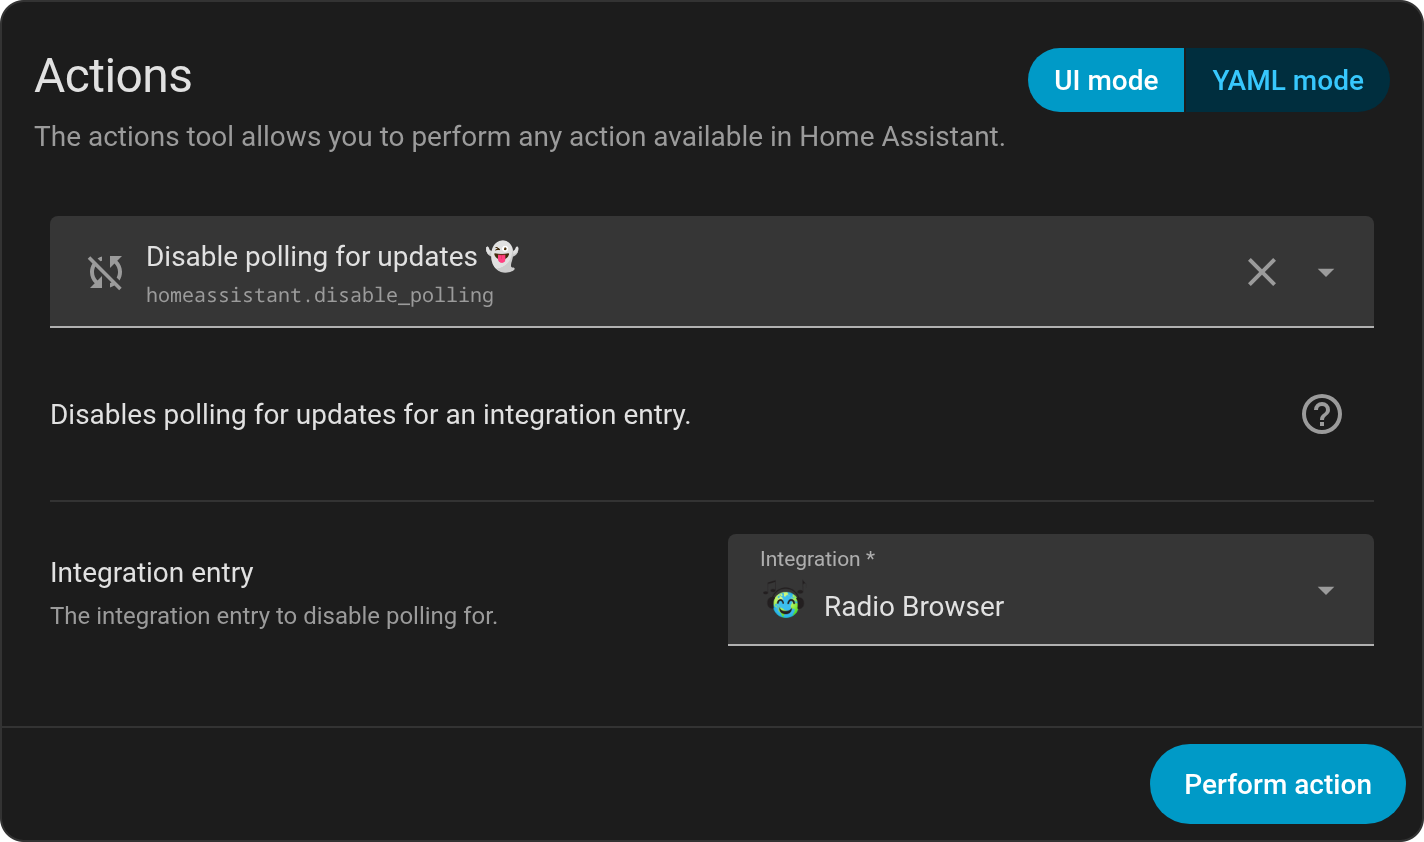 Actions
UI mode
YAML mode
The actions tool allows you to perform any action available in Home Assistant.
Disable polling for updates 👻
homeassistant.disable_polling
Disables polling for updates for an integration entry.
Integration entry
The integration entry to disable polling for.
Integration *
Radio Browser
Perform action